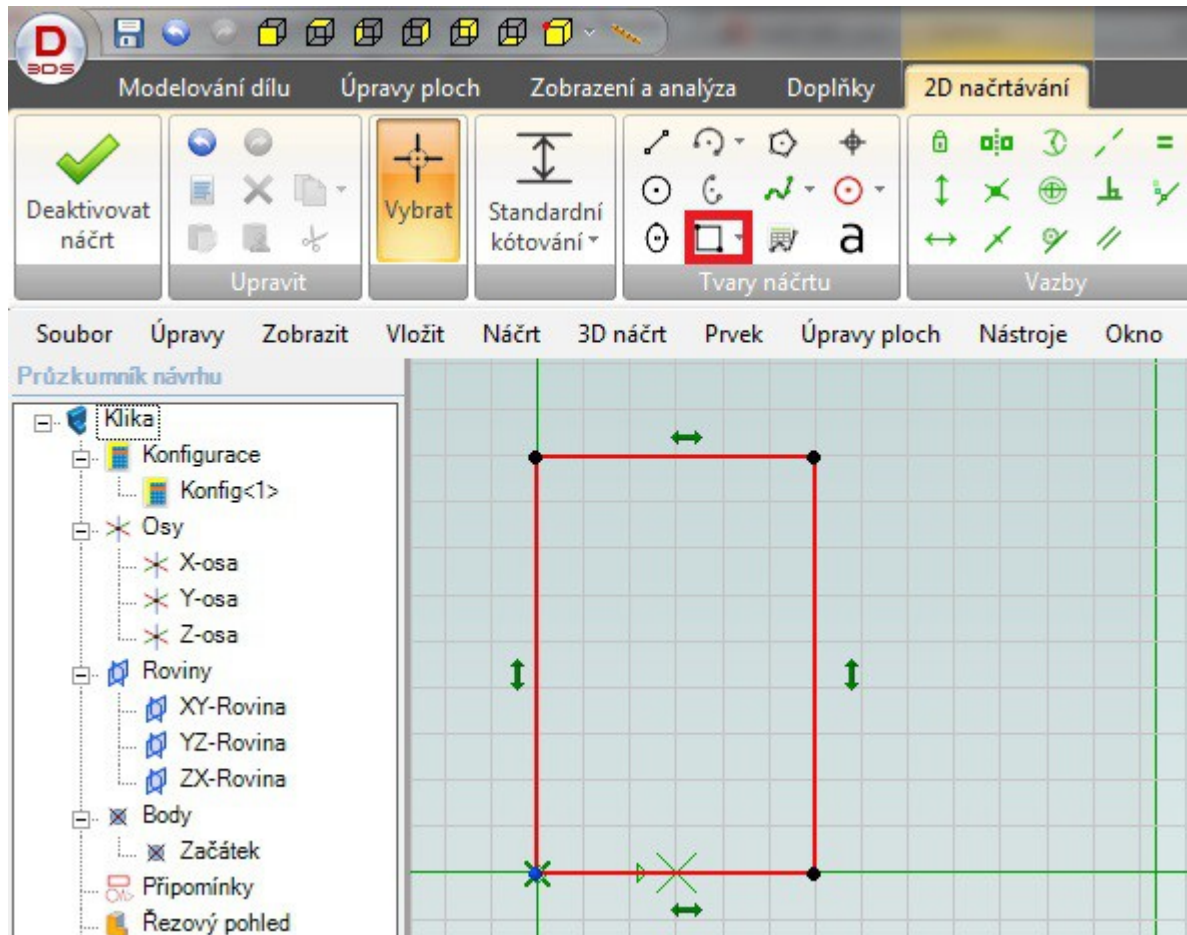 D
3DS
Modelování dílu Úpravy ploch Zobrazení a analýza Doplňky 2D načrtávání
Deaktivovat
náčrt
Vybrat
Standardní
kótování
a
Upravit
Tvary náčrtu
Vazby
Soubor Úpravy Zobrazit Vložit Náčrt 3D náčrt Prvek Úpravy ploch Nástroje Okno
Průzkumník návrhu
Klika
Konfigurace
Konfig<1>
Osy
X-osa
Y-osa
Z-osa
Roviny
XY-Rovina
YZ-Rovina
ZX-Rovina
Body
Začátek
Připomínky
Řezový pohled